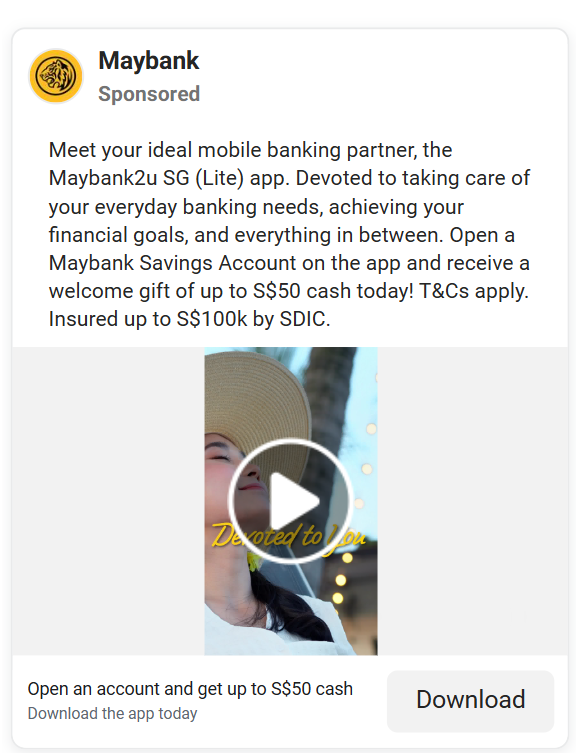 Maybank
Sponsored
Meet your ideal mobile banking partner, the
Maybank2u SG (Lite) app. Devoted to taking care of
your everyday banking needs, achieving your
financial goals, and everything in between. Open a
Maybank Savings Account on the app and receive a
welcome gift of up to S$50 cash today! T&Cs apply.
Insured up to S$100k by SDIC.
Devoted to You
Open an account and get up to S$50 cash
Download the app today
Download